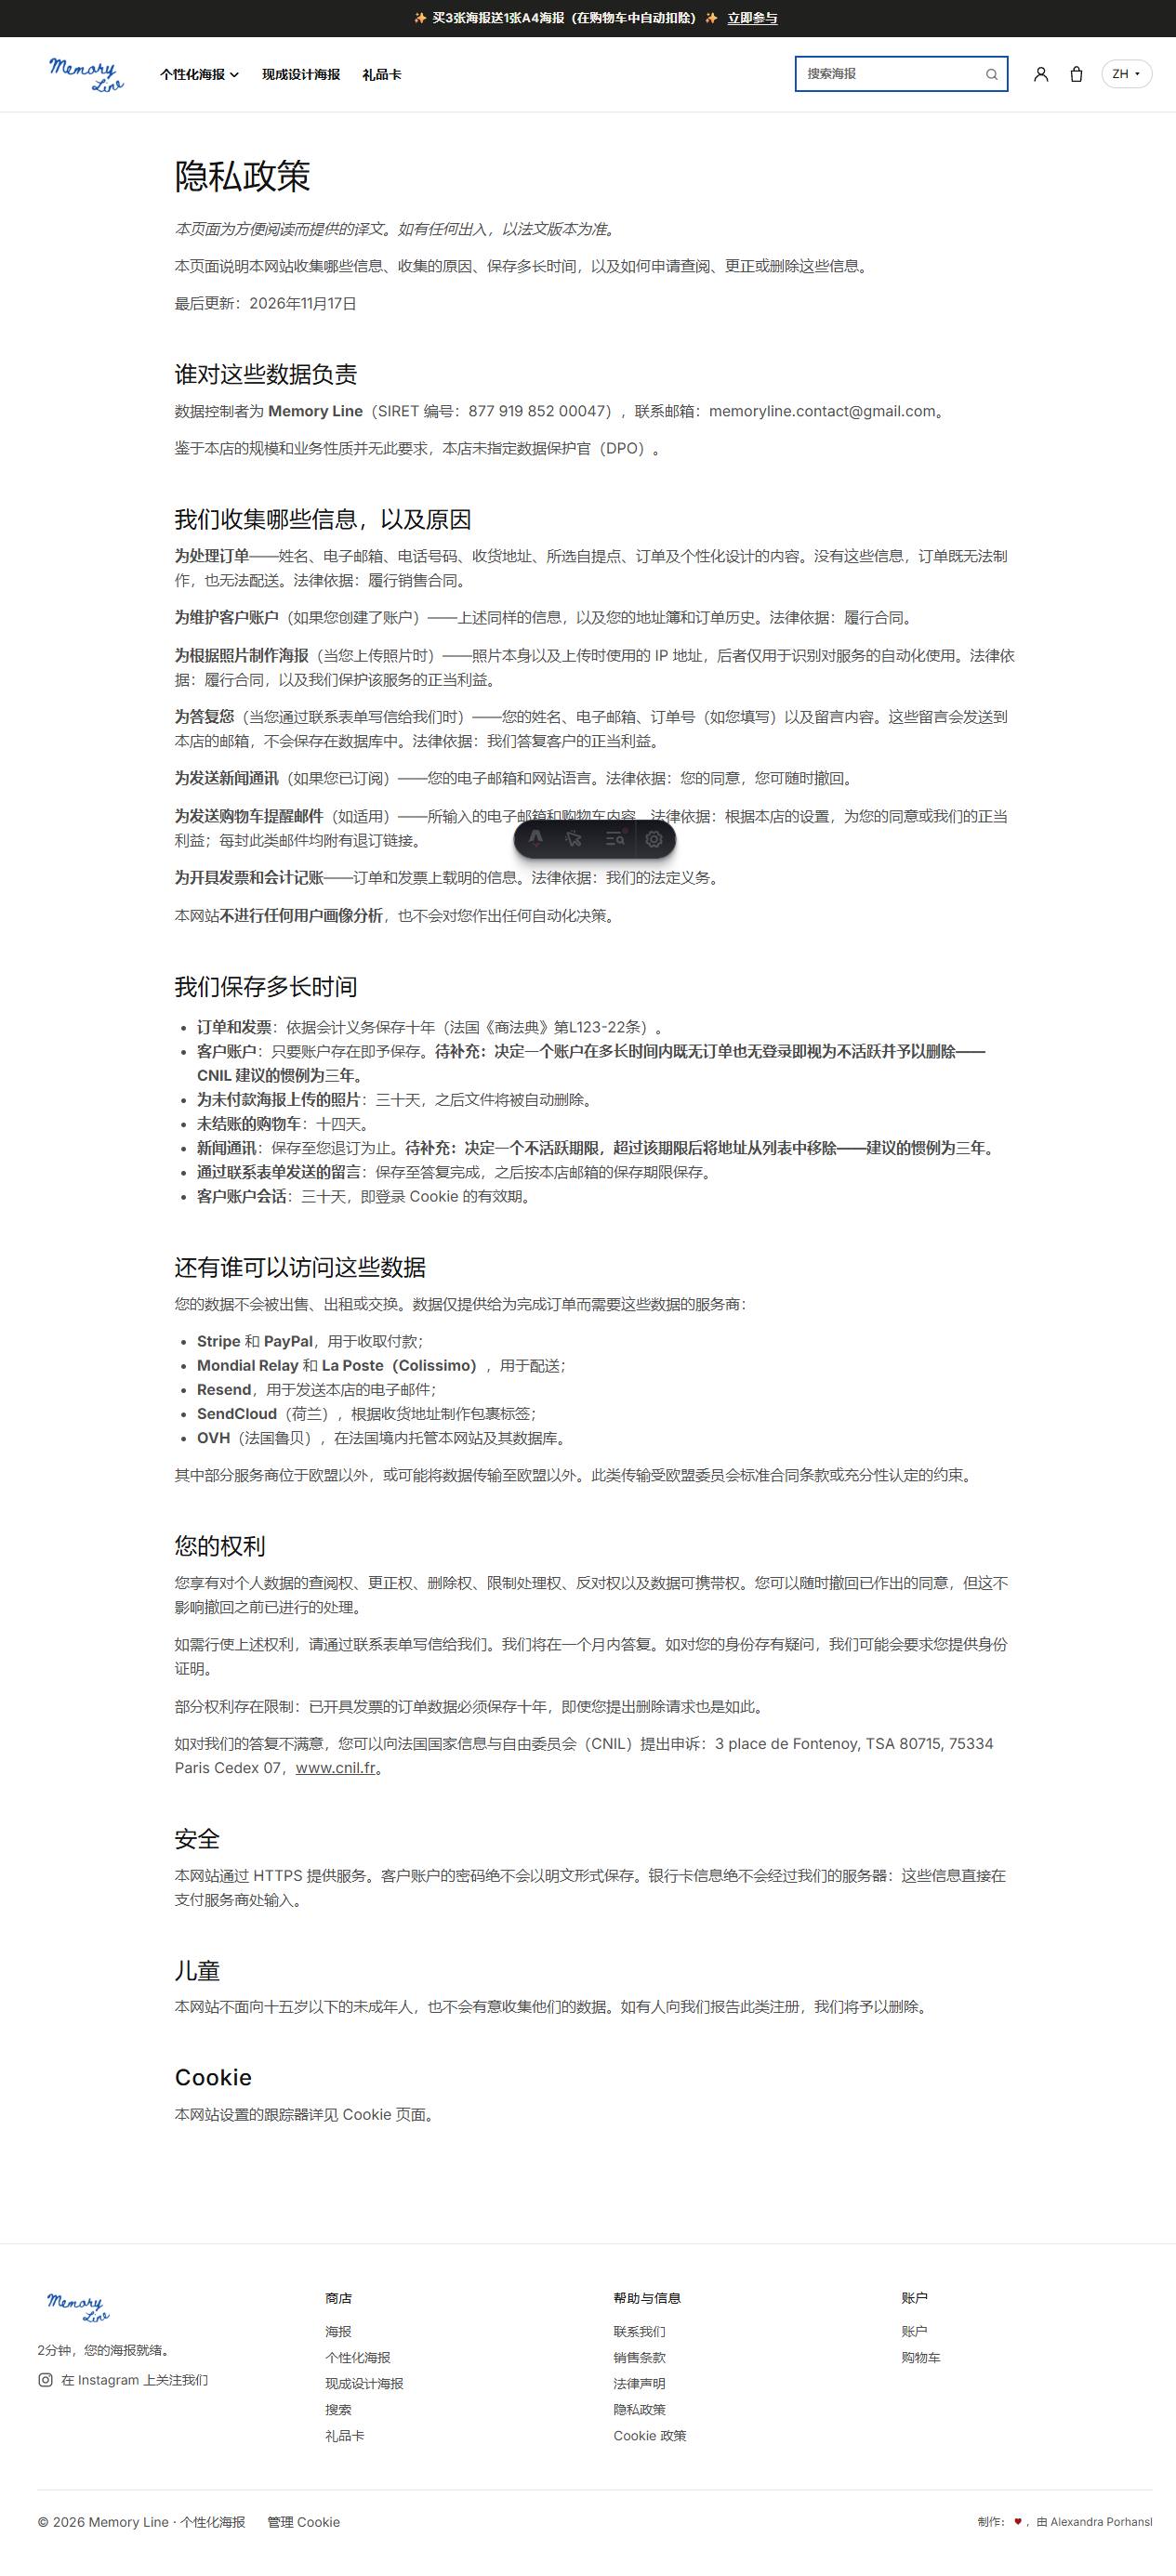 ✨ 买3张海报送1张A4海报（在购物车中自动扣除）✨ 立即参与
Memory Line
个性化海报 现成设计海报 礼品卡
搜索海报
ZH
隐私政策
本页面为方便阅读而提供的译文。如有任何出入，以法文版本为准。
本页面说明本网站收集哪些信息、收集的原因、保存多长时间，以及如何申请查阅、更正或删除这些信息。
最后更新：2026年11月17日
谁对这些数据负责
数据控制者为 Memory Line（SIRET 编号：877 919 852 00047），联系邮箱：memoryline.contact@gmail.com。
鉴于本店的规模和业务性质并无此要求，本店未指定数据保护官（DPO）。
我们收集哪些信息，以及原因
为处理订单——姓名、电子邮箱、电话号码、收货地址、所选自提点、订单及个性化设计的内容。没有这些信息，订单既无法制
作，也无法配送。法律依据：履行销售合同。
为维护客户账户（如果您创建了账户）——上述同样的信息，以及您的地址簿和订单历史。法律依据：履行合同。
为根据照片制作海报（当您上传照片时）——照片本身以及上传时使用的 IP 地址，后者仅用于识别对服务的自动化使用。法律依
据：履行合同，以及我们保护该服务的正当利益。
为答复您（当您通过联系表单写信给我们时）——您的姓名、电子邮箱、订单号（如您填写）以及留言内容。这些留言会发送到
本店的邮箱，不会保存在数据库中。法律依据：我们答复客户的正当利益。
为发送新闻通讯（如果您已订阅）——您的电子邮箱和网站语言。法律依据：您的同意，您可随时撤回。
为发送购物车提醒邮件（如适用）——所输入的电子邮箱和购物车内容。法律依据：根据本店的设置，为您的同意或我们的正当
利益；每封此类邮件均附有退订链接。
为开具发票和会计记账——订单和发票上载明的信息。法律依据：我们的法定义务。
本网站不进行任何用户画像分析，也不会对您作出任何自动化决策。
我们保存多长时间
• 订单和发票：依据会计义务保存十年（法国《商法典》第L123-22条）。
• 客户账户：只要账户存在即予保存。待补充：决定一个账户在多长时间内既无订单也无登录即视为不活跃并予以删除——
CNIL 建议的惯例为三年。
• 为未付款海报上传的照片：三十天，之后文件将被自动删除。
• 未结账的购物车：十四天。
• 新闻通讯：保存至您退订为止。待补充：决定一个不活跃期限，超过该期限后将地址从列表中移除——建议的惯例为三年。
• 通过联系表单发送的留言：保存至答复完成，之后按本店邮箱的保存期限保存。
• 客户账户会话：三十天，即登录 Cookie 的有效期。
还有谁可以访问这些数据
您的数据不会被出售、出租或交换。数据仅提供给为完成订单而需要这些数据的服务商：
• Stripe 和 PayPal，用于收取付款；
• Mondial Relay 和 La Poste（Colissimo），用于配送；
• Resend，用于发送本店的电子邮件；
• SendCloud（荷兰），根据收货地址制作包裹标签；
• OVH（法国鲁贝），在法国境内托管本网站及其数据库。
其中部分服务商位于欧盟以外，或可能将数据传输至欧盟以外。此类传输受欧盟委员会标准合同条款或充分性认定的约束。
您的权利
您享有对个人数据的查阅权、更正权、删除权、限制处理权、反对权以及数据可携带权。您可以随时撤回已作出的同意，但这不
影响撤回之前已进行的处理。
如需行使上述权利，请通过联系表单写信给我们。我们将在一个月内答复。如对您的身份存有疑问，我们可能会要求您提供身份
证明。
部分权利存在限制：已开具发票的订单数据必须保存十年，即使您提出删除请求也是如此。
如对我们的答复不满意，您可以向法国国家信息与自由委员会（CNIL）提出申诉：3 place de Fontenoy, TSA 80715, 75334
Paris Cedex 07，www.cnil.fr。
安全
本网站通过 HTTPS 提供服务。客户账户的密码绝不会以明文形式保存。银行卡信息绝不会经过我们的服务器：这些信息直接在
支付服务商处输入。
儿童
本网站不面向十五岁以下的未成年人，也不会有意收集他们的数据。如有人向我们报告此类注册，我们将予以删除。
Cookie
本网站设置的跟踪器详见 Cookie 页面。
Memory Line
2分钟，您的海报就绪。
在 Instagram 上关注我们
商店
海报
个性化海报
现成设计海报
搜索
礼品卡
帮助与信息
联系我们
销售条款
法律声明
隐私政策
Cookie 政策
账户
账户
购物车
© 2026 Memory Line · 个性化海报 管理 Cookie
制作：♥，由 Alexandra Porhansl